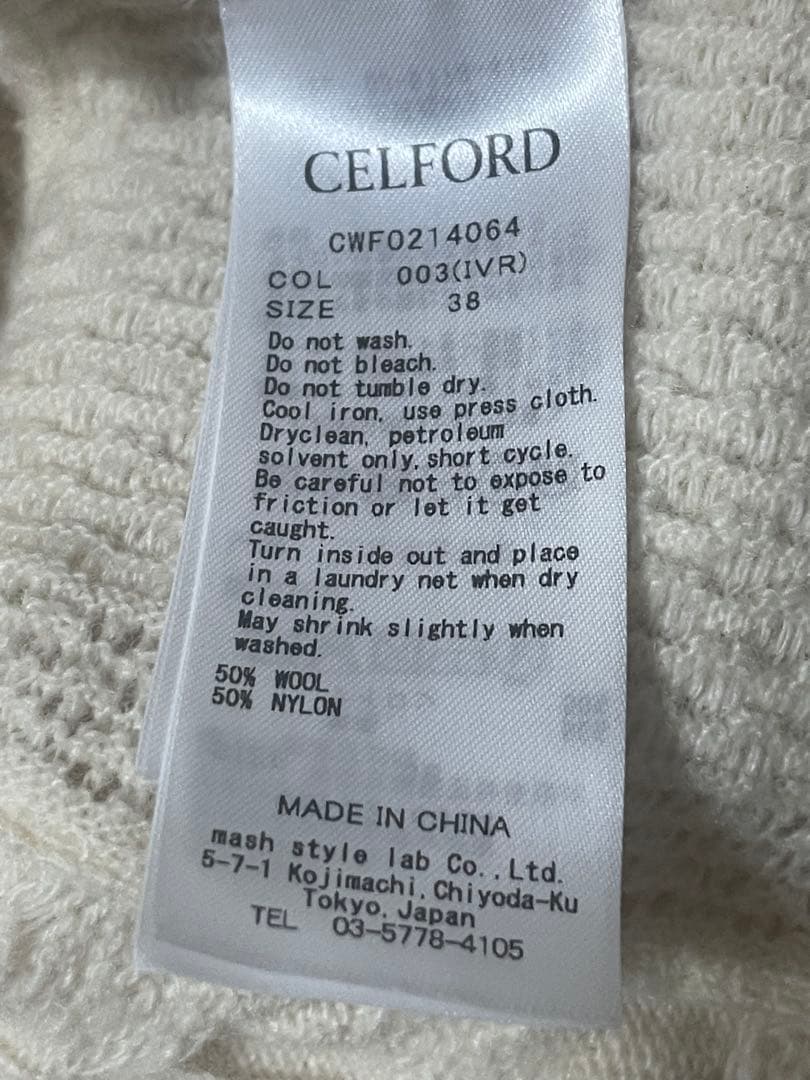 CELFORD
CWF0214064
COL 003(IVR)
SIZE 38
Do not wash.
Do not bleach.
Do not tumble dry.
Cool iron, use press cloth.
Dryclean, petroleum
solvent only, short cycle.
Be careful not to expose to
friction or let it get
caught.
Turn inside out and place
in a laundry net when dry
cleaning.
May shrink slightly when
washed.
50% WOOL
50% NYLON
MADE IN CHINA
mash style lab Co.,Ltd.
5-7-1 Kojimachi,Chiyoda-Ku
Tokyo,Japan
TEL 03-5778-4105